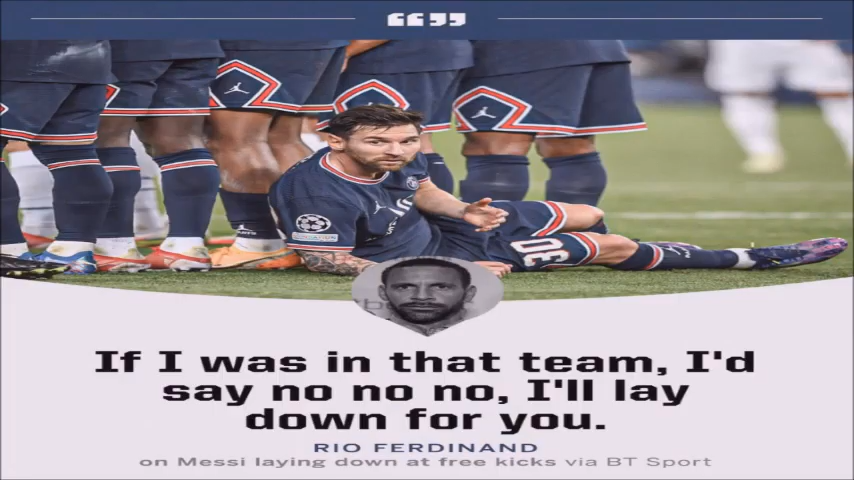 30
If I was in that team, I'd
say no no no, I'll lay
down for you.
RIO FERDINAND
on Messi laying down at free kicks via BT Sport